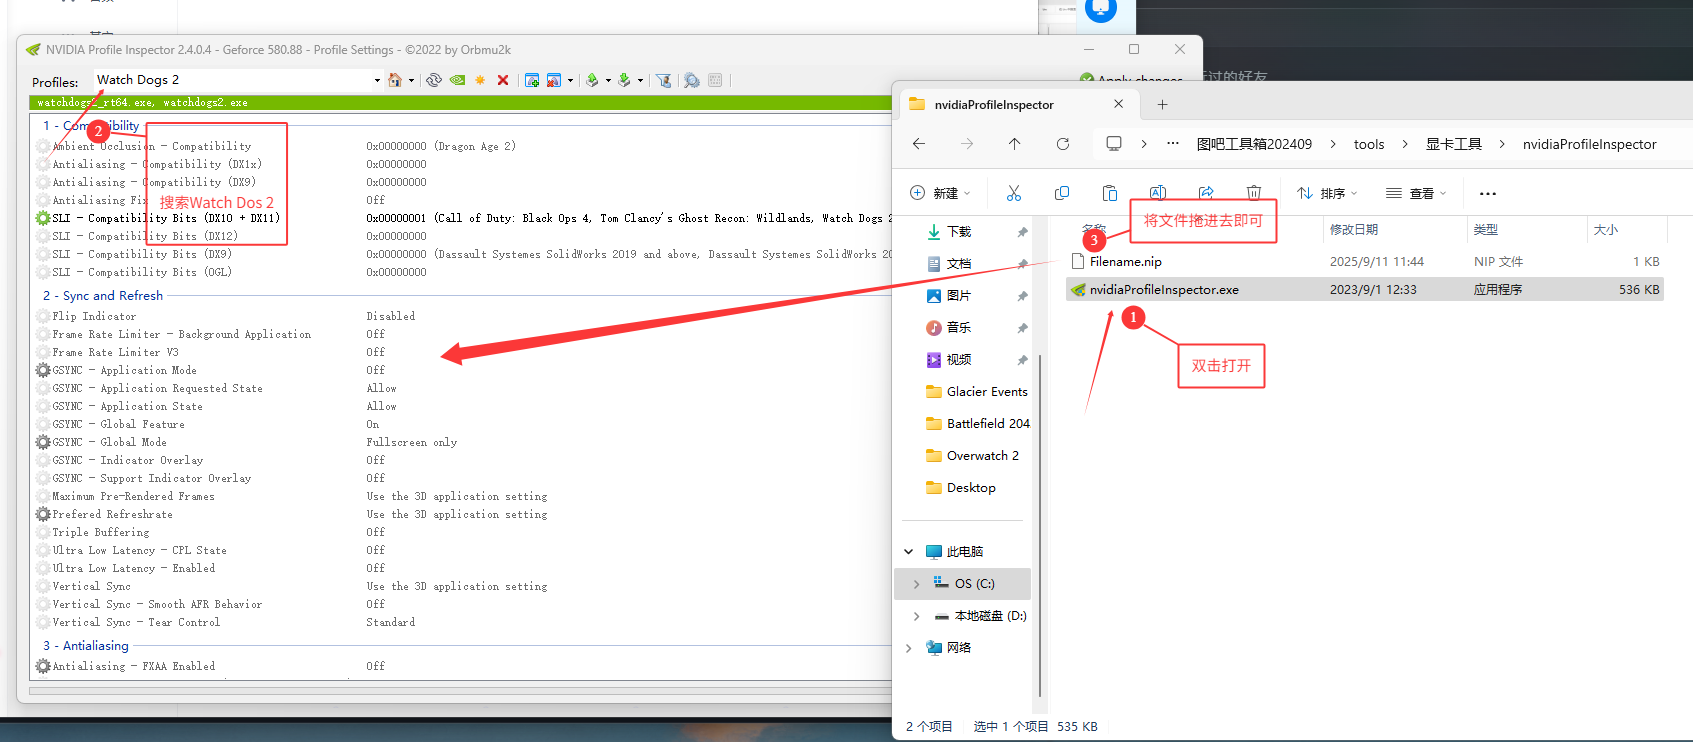 NVIDIA Profile Inspector 2.4.0.4 - Geforce 580.88 - Profile Settings - ©2022 by Orbmu2k
Profiles:
Watch Dogs 2
Apply changes
watchdogs2_rt64.exe, watchdogs2.exe
1 - Compatibility
Ambient Occlusion - Compatibility 0x00000000 (Dragon Age 2)
Antialiasing - Compatibility (DX1x) 0x00000000
Antialiasing - Compatibility (DX9) 0x00000000
Antialiasing Fix Off
SLI - Compatibility Bits (DX10 + DX11) 0x00000001 (Call of Duty: Black Ops 4, Tom Clancy's Ghost Recon: Wildlands, Watch Dogs 2
SLI - Compatibility Bits (DX12) 0x00000000
SLI - Compatibility Bits (DX9) 0x00000000 (Dassault Systemes SolidWorks 2019 and above, Dassault Systemes SolidWorks 20
SLI - Compatibility Bits (OGL) 0x00000000
2
搜索Watch Dos 2
2 - Sync and Refresh
Flip Indicator Disabled
Frame Rate Limiter - Background Application Off
Frame Rate Limiter V3 Off
GSYNC - Application Mode Off
GSYNC - Application Requested State Allow
GSYNC - Application State Allow
GSYNC - Global Feature On
GSYNC - Global Mode Fullscreen only
GSYNC - Indicator Overlay Off
GSYNC - Support Indicator Overlay Off
Maximum Pre-Rendered Frames Use the 3D application setting
Prefered Refreshrate Use the 3D application setting
Triple Buffering Off
Ultra Low Latency - CPL State Off
Ultra Low Latency - Enabled Off
Vertical Sync Use the 3D application setting
Vertical Sync - Smooth AFR Behavior Off
Vertical Sync - Tear Control Standard
3 - Antialiasing
Antialiasing - FXAA Enabled Off
过的好友
nvidiaProfileInspector
图吧工具箱202409 > tools > 显卡工具 > nvidiaProfileInspector
新建
排序
查看
下载
文档
图片
音乐
视频
Glacier Events
Battlefield 204
Overwatch 2
Desktop
此电脑
OS (C:)
本地磁盘 (D:)
网络
名称 修改日期 类型 大小
3
将文件拖进去即可
Filename.nip 2025/9/11 11:44 NIP 文件 1 KB
nvidiaProfileInspector.exe 2023/9/1 12:33 应用程序 536 KB
1
双击打开
2 个项目 选中 1 个项目 535 KB